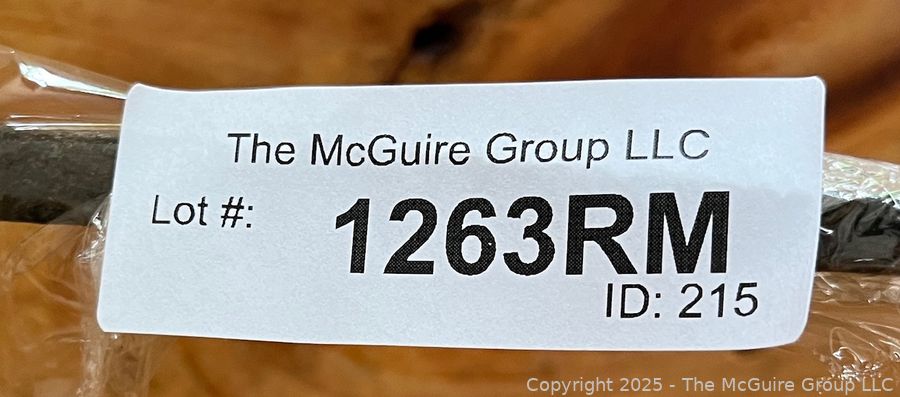 The McGuire Group LLC
Lot #: 1263RM
ID: 215
Copyright 2025 - The McGuire Group LLC